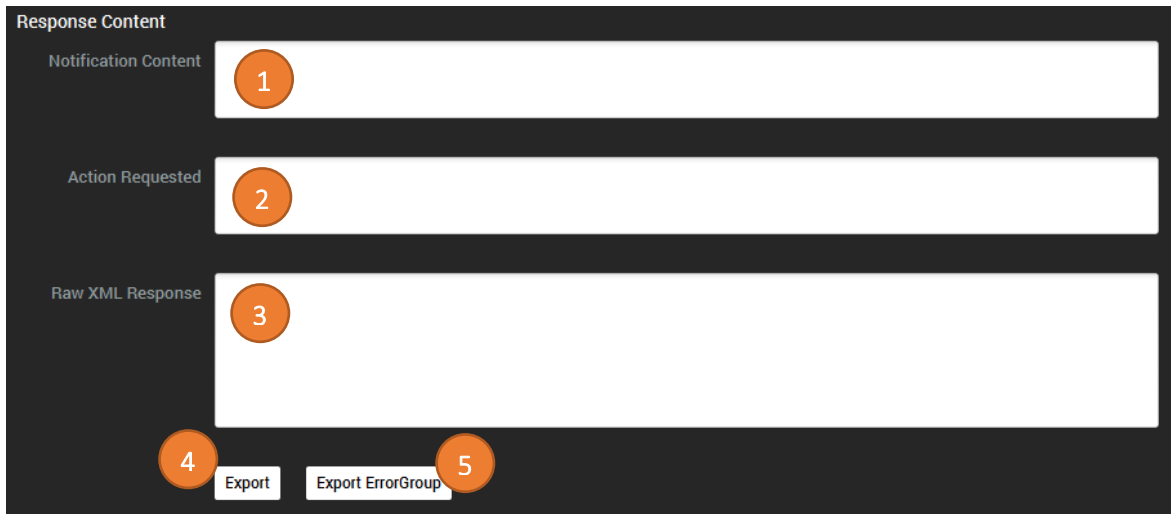 Response Content
Notification Content
1
Action Requested
2
Raw XML Response
3
4
Export
Export ErrorGroup
5